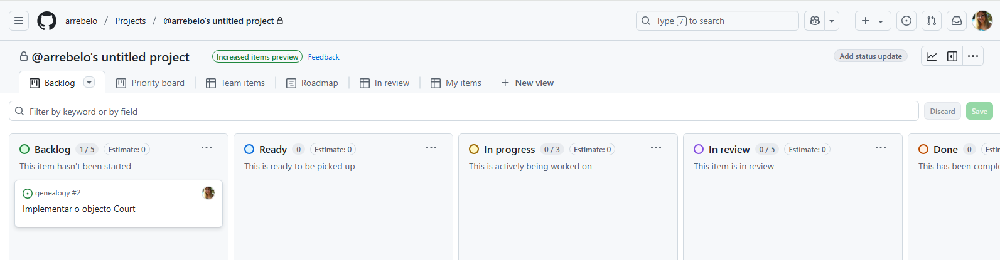 arrebelo / Projects / @arrebelo's untitled project
Type / to search
@arrebelo's untitled project
Increased items preview
Feedback
Add status update
Backlog
Priority board
Team items
Roadmap
In review
My items
+ New view
Filter by keyword or by field
Discard
Save
Backlog 1 / 5 Estimate: 0
This item hasn't been started
genealogy #2
Implementar o objecto Court
Ready 0 Estimate: 0
This is ready to be picked up
In progress 0 / 3 Estimate: 0
This is actively being worked on
In review 0 / 5 Estimate: 0
This item is in review
Done 0 Estim
This has been comple